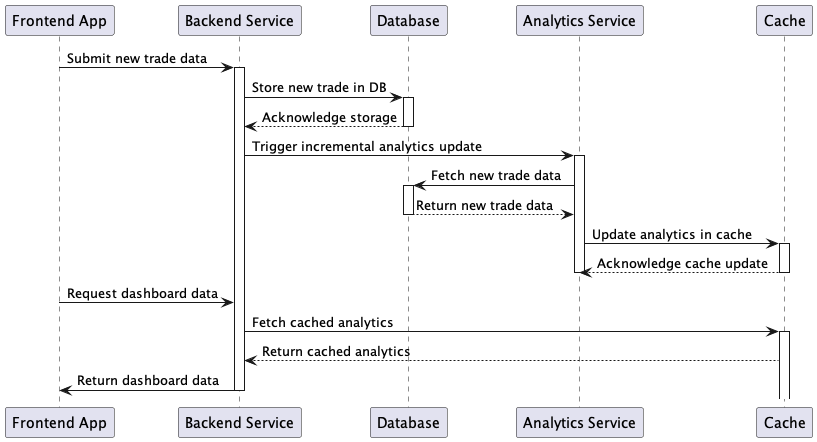 Frontend App
Backend Service
Database
Analytics Service
Cache
Submit new trade data
Store new trade in DB
Acknowledge storage
Trigger incremental analytics update
Fetch new trade data
Return new trade data
Update analytics in cache
Acknowledge cache update
Request dashboard data
Fetch cached analytics
Return cached analytics
Return dashboard data
Frontend App
Backend Service
Database
Analytics Service
Cache